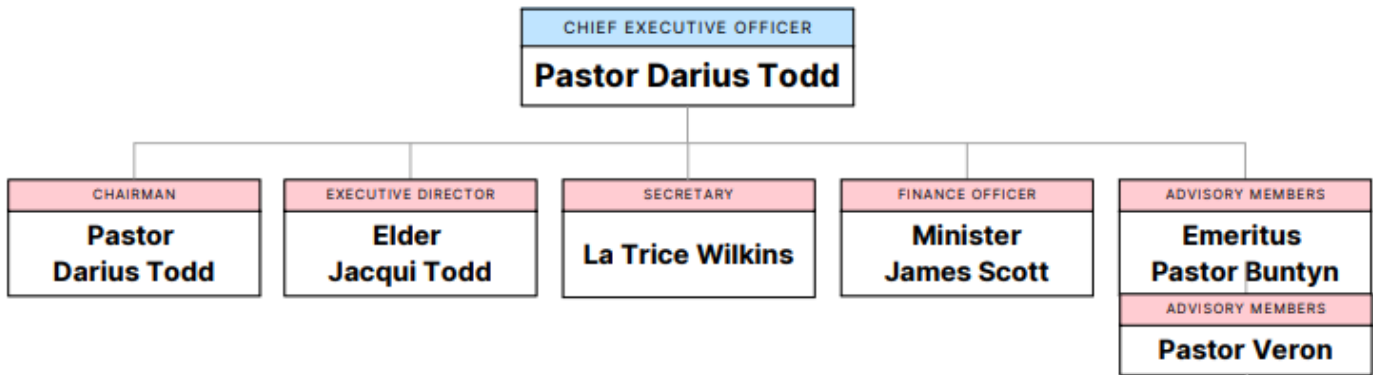 CHIEF EXECUTIVE OFFICER
Pastor Darius Todd
CHAIRMAN
Pastor
Darius Todd
EXECUTIVE DIRECTOR
Elder
Jacqui Todd
SECRETARY
La Trice Wilkins
FINANCE OFFICER
Minister
James Scott
ADVISORY MEMBERS
Emeritus
Pastor Buntyn
ADVISORY MEMBERS
Pastor Veron